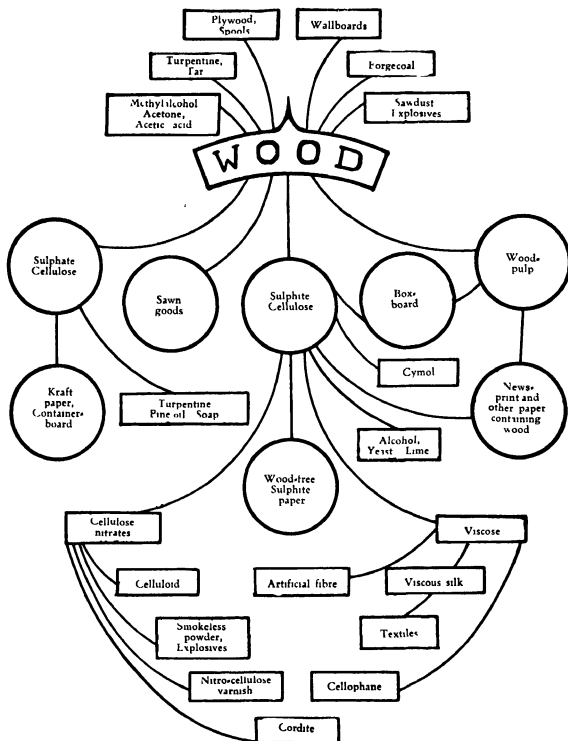 Plywood,
Spools
Wallboards
Turpentine,
Tar
Forgecoal
Methylalcohol
Acetone,
Acetic acid
Sawdust
Explosives
WOOD
Sulphate
Cellulose
Sawn
goods
Sulphite
Cellulose
Box-
board
Wood-
pulp
Kraft
paper,
Container-
board
Turpentine
Pine oil Soap
Cymol
News-
print and
other paper
containing
wood
Alcohol,
Yeast Lime
Wood-free
Sulphite
paper
Cellulose
nitrates
Viscose
Celluloid
Artificial fibre
Viscous silk
Smokeless
powder,
Explosives
Textiles
Nitro-cellulose
varnish
Cellophane
Cordite